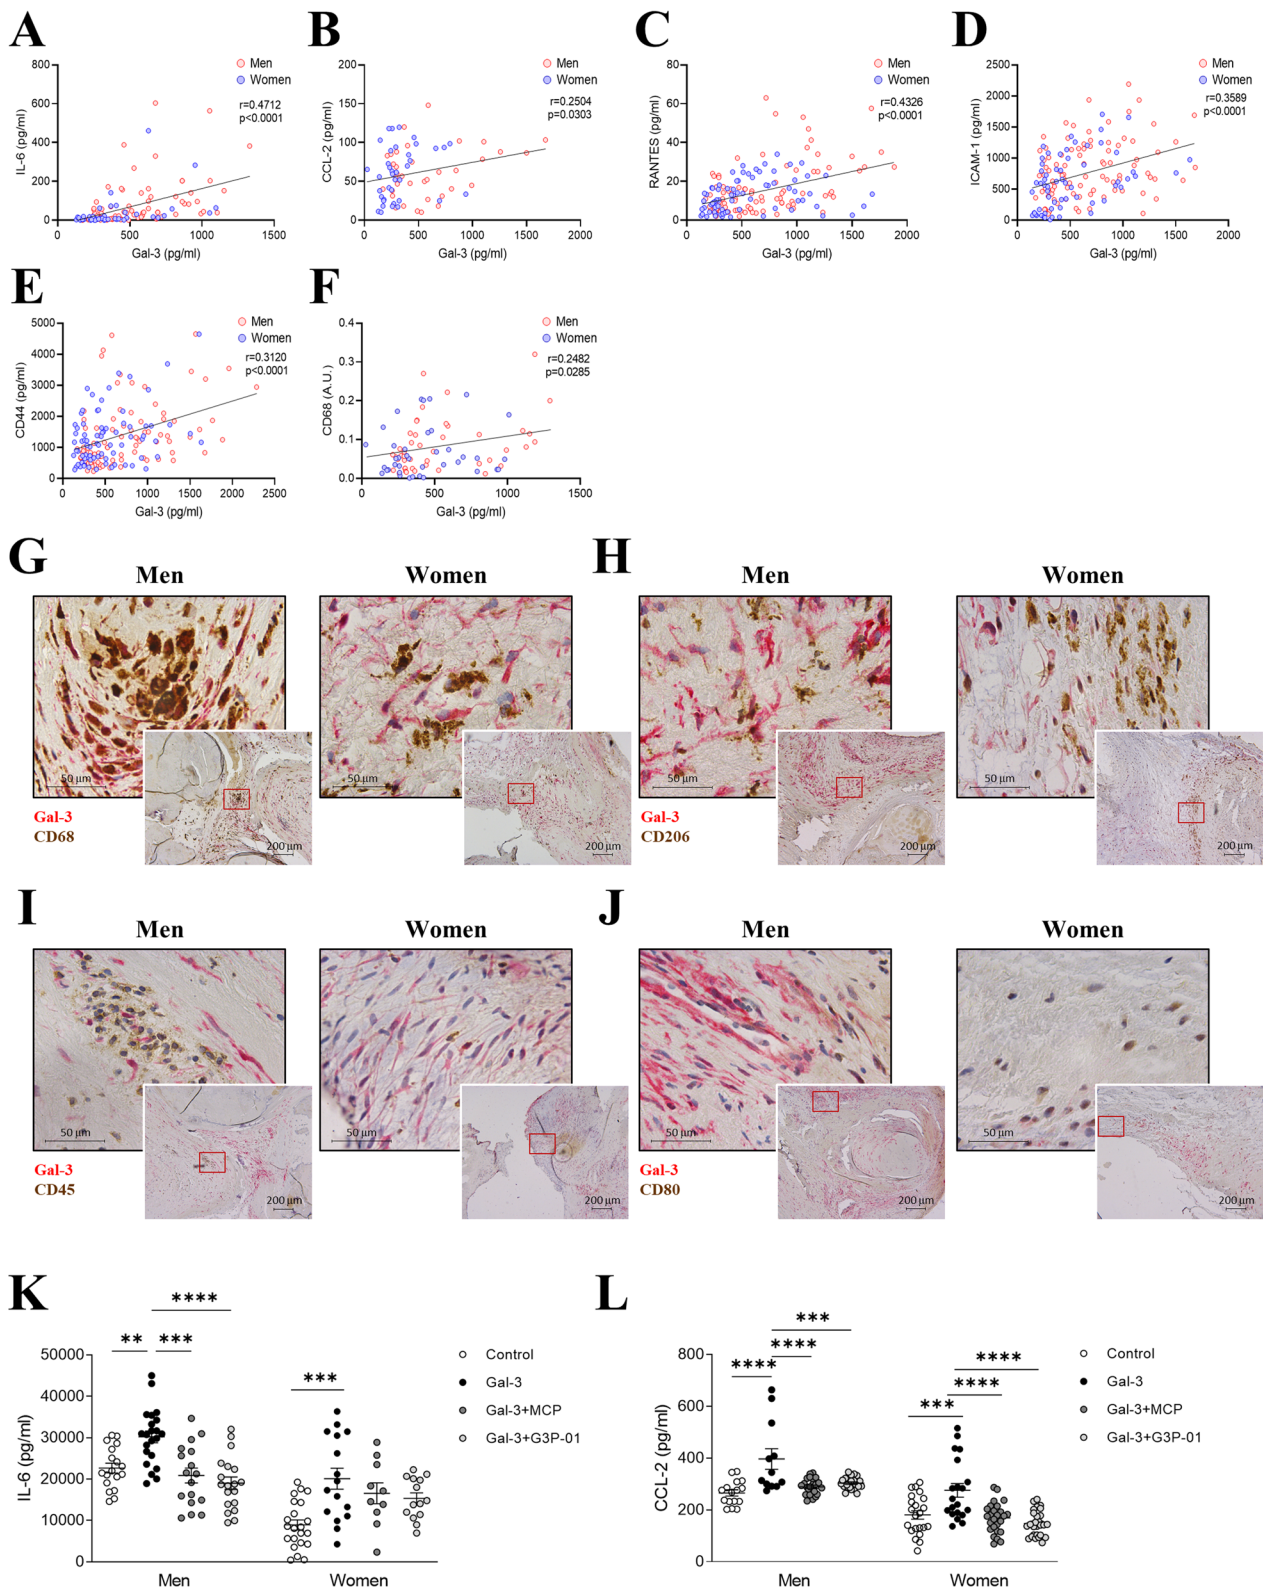 A
800
600
400
200
0
0
500
1000
1500
IL-6 (pg/ml)
Gal-3 (pg/ml)
Men
Women
r=0.4712
p<0.0001
B
200
150
100
50
0
0
500
1000
1500
2000
CCL-2 (pg/ml)
Gal-3 (pg/ml)
Men
Women
r=0.2504
p=0.0303
C
80
60
40
20
0
0
500
1000
1500
2000
RANTES (pg/ml)
Gal-3 (pg/ml)
Men
Women
r=0.4326
p<0.0001
D
2500
2000
1500
1000
500
0
0
500
1000
1500
2000
ICAM-1 (pg/ml)
Gal-3 (pg/ml)
Men
Women
r=0.3589
p<0.0001
E
5000
4000
3000
2000
1000
0
0
500
1000
1500
2000
2500
CD44 (pg/ml)
Gal-3 (pg/ml)
Men
Women
r=0.3120
p<0.0001
F
0.4
0.3
0.2
0.1
0.0
0
500
1000
1500
CD68 (A.U.)
Gal-3 (pg/ml)
Men
Women
r=0.2482
p=0.0285
G
Men
Women
50 µm
200 µm
50 µm
200 µm
Gal-3
CD68
H
Men
Women
50 µm
200 µm
50 µm
200 µm
Gal-3
CD206
I
Men
Women
50 µm
200 µm
50 µm
200 µm
Gal-3
CD45
J
Men
Women
50 µm
200 µm
50 µm
200 µm
Gal-3
CD80
K
****
** ***
***
50000
40000
30000
20000
10000
0
IL-6 (pg/ml)
Men
Women
Control
Gal-3
Gal-3+MCP
Gal-3+G3P-01
L
***
****
****
****
****
***
800
600
400
200
0
CCL-2 (pg/ml)
Men
Women
Control
Gal-3
Gal-3+MCP
Gal-3+G3P-01